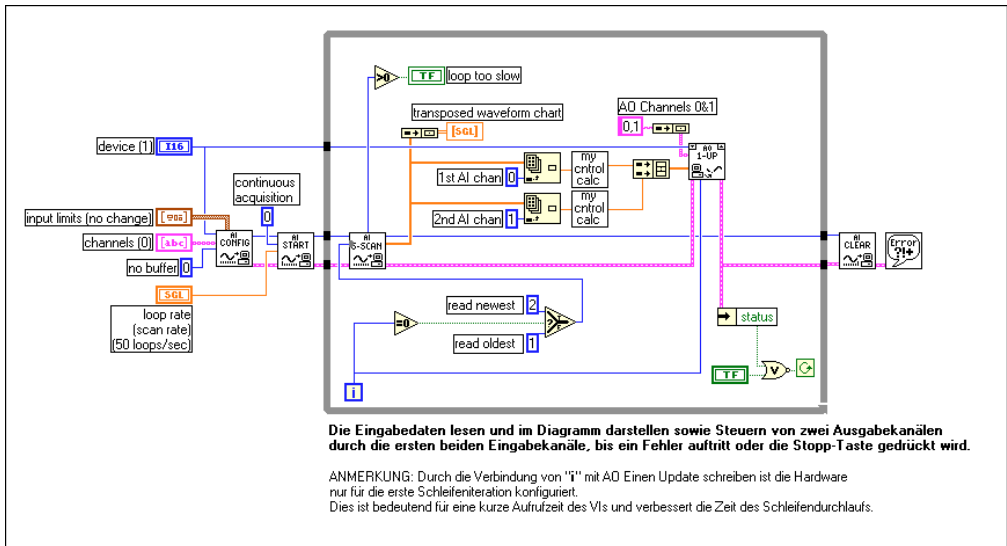 >0
TF
loop too slow
AO Channels 0&1
0,1
transposed waveform chart
[SGL]
device (1)
I16
AO
1-UP
1st AI chan
0
my
cntrol
calc
continuous
acquisition
0
2nd AI chan
1
my
cntrol
calc
input limits (no change)
channels (0)
[abc]
AI
CONFIG
AI
START
AI
S-SCAN
AI
CLEAR
Error
?!+
no buffer
0
SGL
loop rate
(scan rate)
(50 loops/sec)
read newest
2
=0
?
read oldest
1
status
TF
V
i
Die Eingabedaten lesen und im Diagramm darstellen sowie Steuern von zwei Ausgabekanälen
durch die ersten beiden Eingabekanäle, bis ein Fehler auftritt oder die Stopp-Taste gedrückt wird.
ANMERKUNG: Durch die Verbindung von "i" mit AO Einen Update schreiben ist die Hardware
nur für die erste Schleifeniteration konfiguriert.
Dies ist bedeutend für eine kurze Aufrufzeit des VIs und verbessert die Zeit des Schleifendurchlaufs.